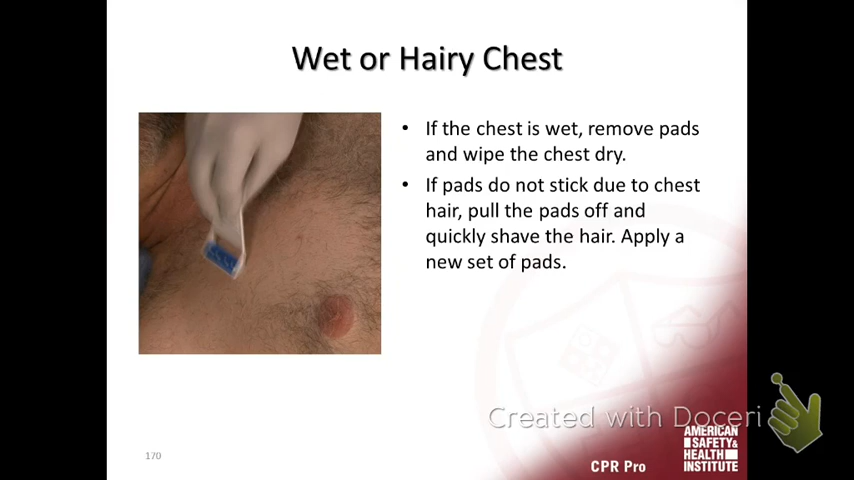 Wet or Hairy Chest
• If the chest is wet, remove pads
and wipe the chest dry.
• If pads do not stick due to chest
hair, pull the pads off and
quickly shave the hair. Apply a
new set of pads.
Created with Doceri
170
CPR Pro
AMERICAN
SAFETY&
HEALTH
INSTITUTE